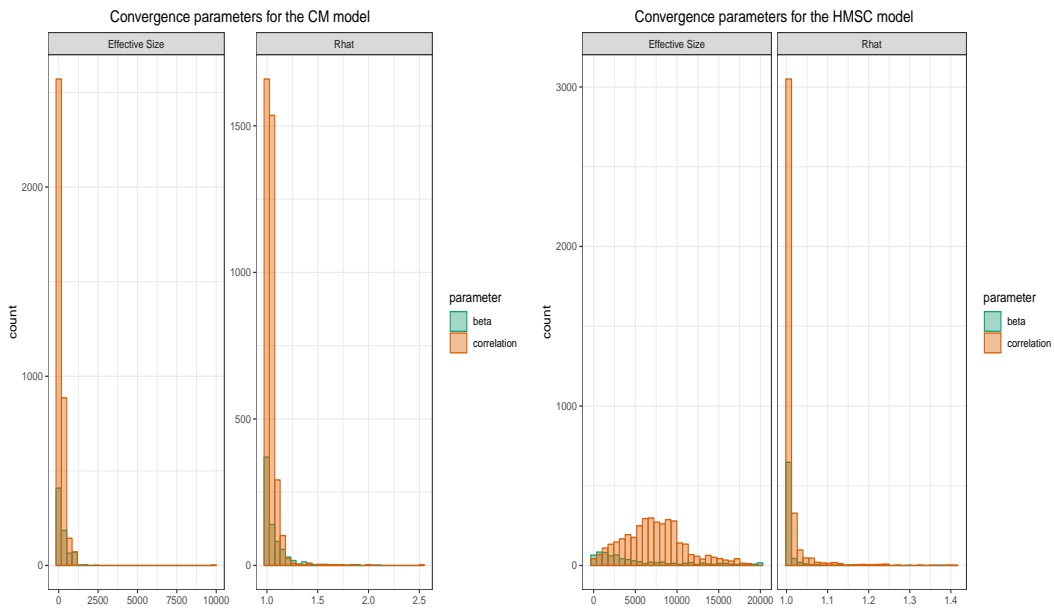 Convergence parameters for the CM model
Effective Size
Rhat
count
0
1000
2000
0
500
1000
1500
0
2500
5000
7500
10000
1.0
1.5
2.0
2.5
parameter
beta
correlation
Convergence parameters for the HMSC model
Effective Size
Rhat
count
0
1000
2000
3000
0
5000
10000
15000
20000
1.0
1.1
1.2
1.3
1.4
parameter
beta
correlation